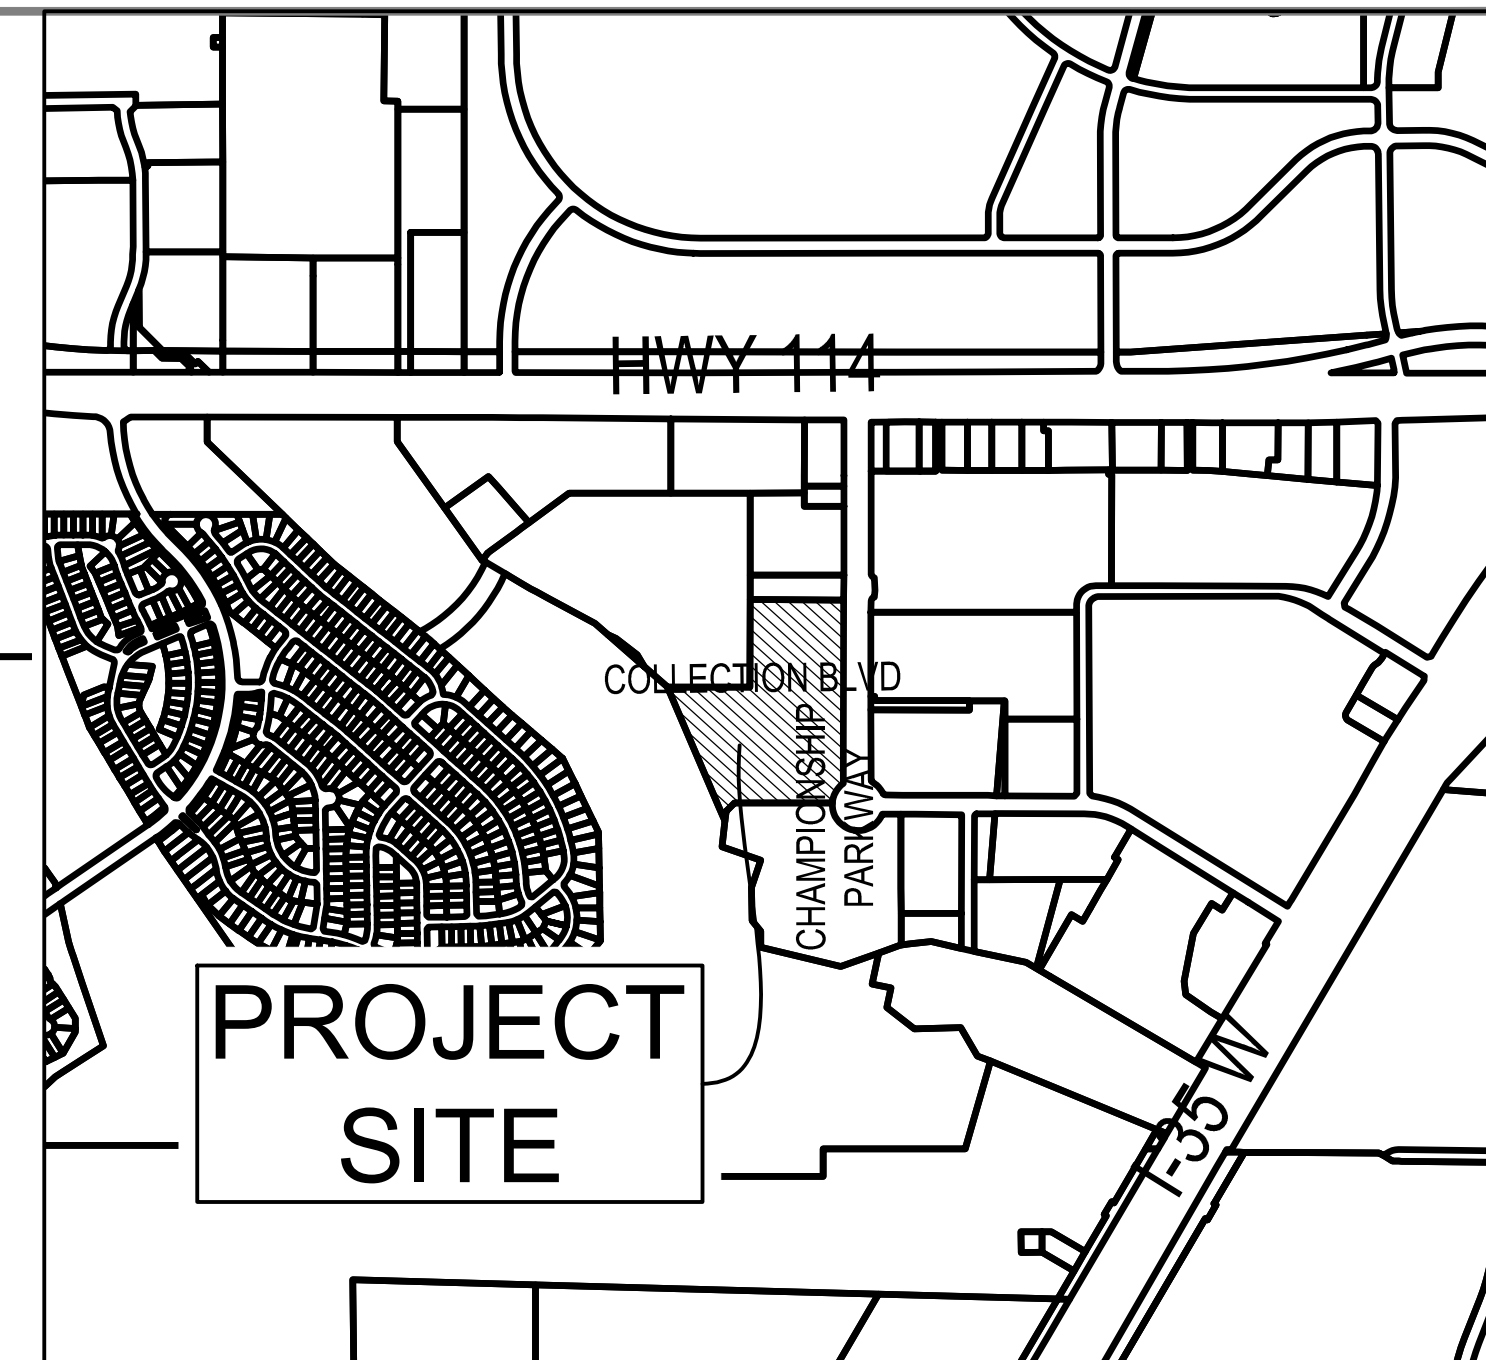 HWY 114
COLLECTION BLVD
CHAMPIONSHIP
PARKWAY
PROJECT
SITE
I-35 W